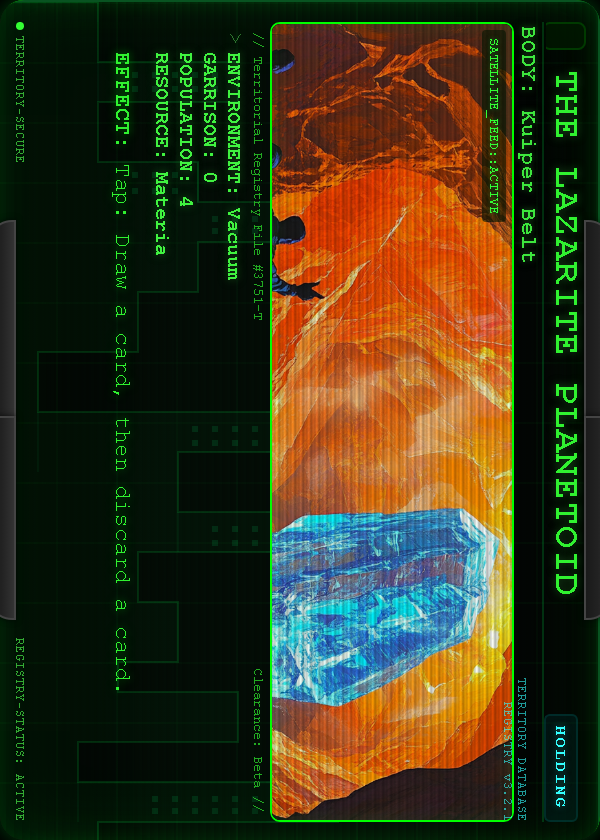 THE LAZARITE PLANETOID
HOLDING
BODY: Kuiper Belt
TERRITORY DATABASE
REGISTRY v3.2.1
SATELLITE_FEED::ACTIVE
// Territorial Registry File #3751-T
Clearance: Beta //
> ENVIRONMENT: Vacuum
GARRISON: 0
POPULATION: 4
RESOURCE: Materia
EFFECT: Tap: Draw a card, then discard a card.
● TERRITORY-SECURE
REGISTRY-STATUS: ACTIVE